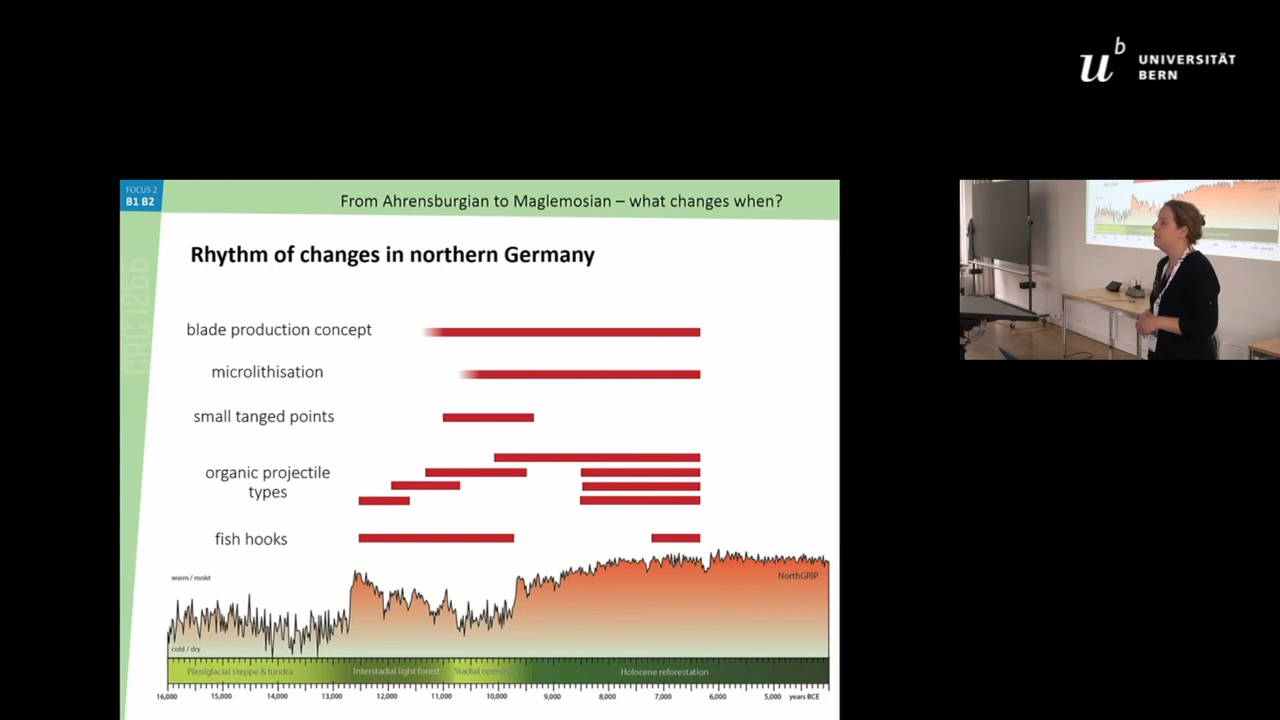 u^b
UNIVERSITÄT
BERN
FOCUS 2
B1 B2
From Ahrensburgian to Maglemosian – what changes when?
CRC 1266
Rhythm of changes in northern Germany
blade production concept
microlithisation
small tanged points
organic projectile
types
fish hooks
warm / moist
NorthGRIP
cold / dry
Pleniglacial steppe & tundra
Interstadial light forest
Stadial opening
Holocene reforestation
16,000 15,000 14,000 13,000 12,000 11,000 10,000 9,000 8,000 7,000 6,000 5,000 years BCE